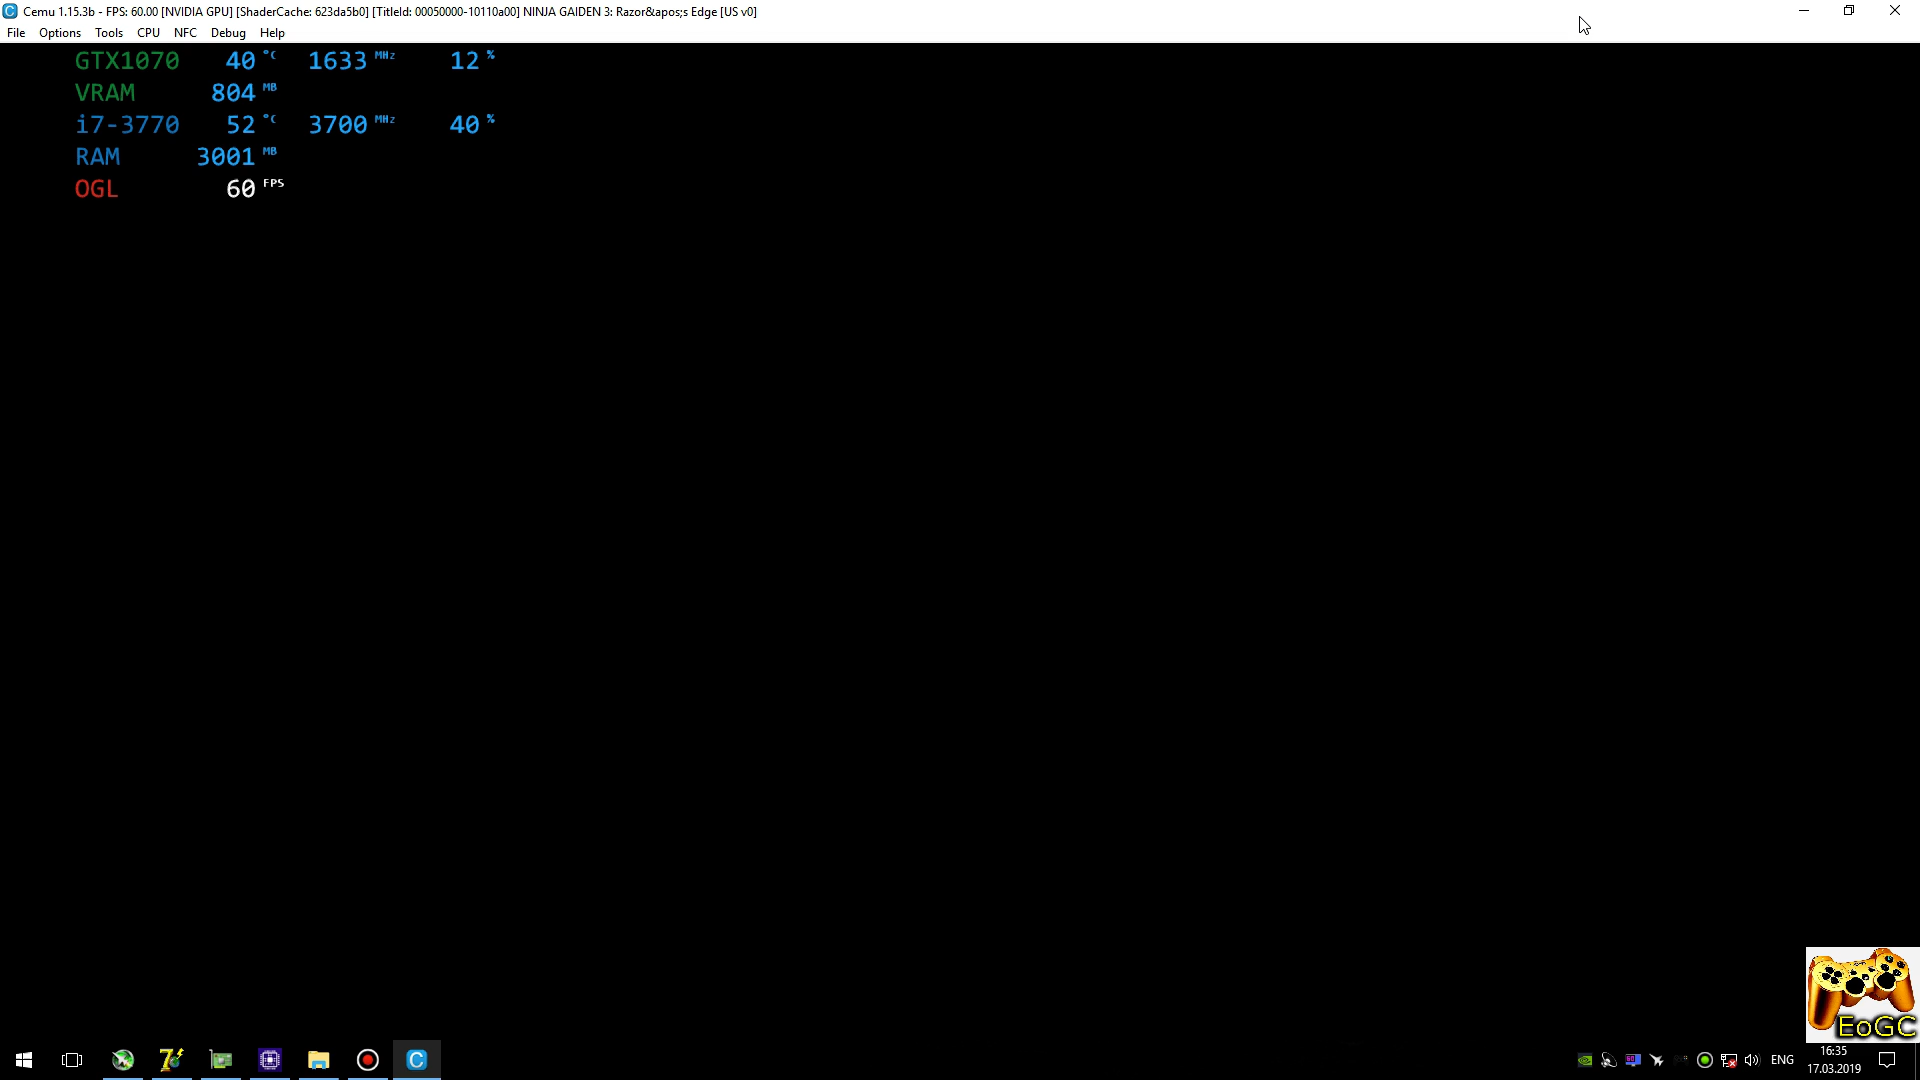 Cemu 1.15.3b - FPS: 60.00 [NVIDIA GPU] [ShaderCache: 623da5b0] [TitleId: 00050000-10110a00] NINJA GAIDEN 3: Razor&apos;s Edge [US v0]
File Options Tools CPU NFC Debug Help
GTX1070 40 °C 1633 MHz 12 %
VRAM 804 MB
i7-3770 52 °C 3700 MHz 40 %
RAM 3001 MB
OGL 60 FPS
EoGC
ENG
16:35
17.03.2019